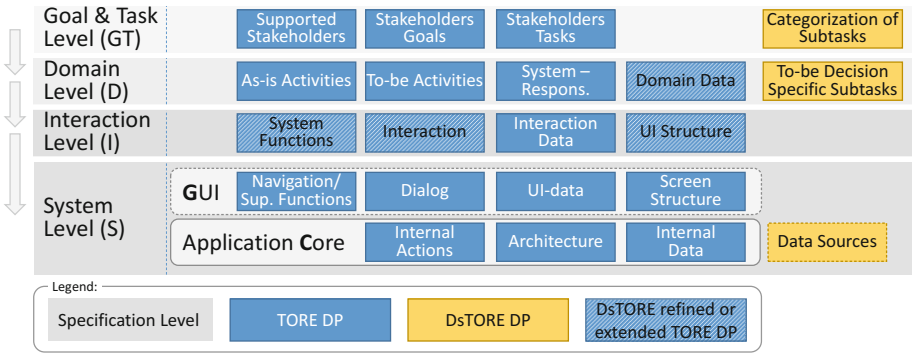 Goal & Task
Level (GT)
Supported
Stakeholders
Stakeholders
Goals
Stakeholders
Tasks
Categorization of
Subtasks
Domain
Level (D)
As-is Activities
To-be Activities
System –
Respons.
Domain Data
To-be Decision
Specific Subtasks
Interaction
Level (I)
System
Functions
Interaction
Interaction
Data
UI Structure
System
Level (S)
GUI
Navigation/
Sup. Functions
Dialog
UI-data
Screen
Structure
Application Core
Internal
Actions
Architecture
Internal
Data
Data Sources
Legend:
Specification Level
TORE DP
DsTORE DP
DsTORE refined or
extended TORE DP